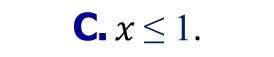 C. x ≤ 1.